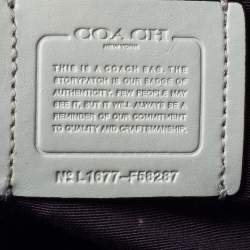 COACH
NEW YORK
THIS IS A COACH BAG. THE
STORYPATCH IS OUR BADGE OF
AUTHENTICITY. FEW PEOPLE MAY
SEE IT, BUT IT WILL ALWAYS BE A
REMINDER OF OUR COMMITMENT
TO QUALITY AND CRAFTSMANSHIP.
Nº L1677-F58287